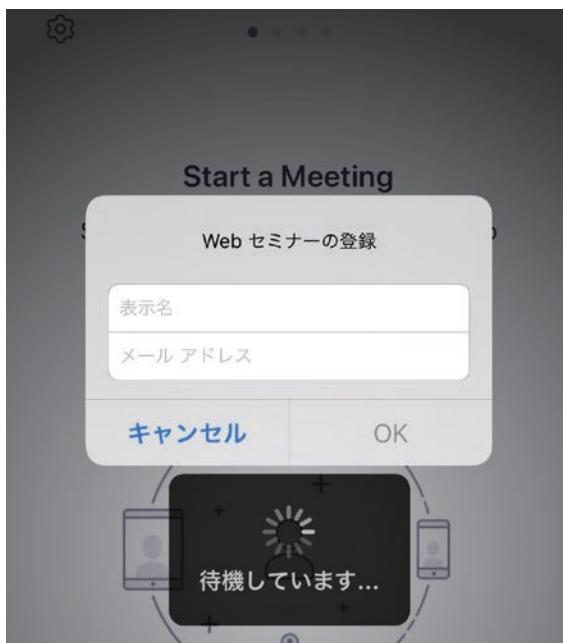 Start a Meeting
Web セミナーの登録
表示名
メール アドレス
キャンセル
OK
待機しています...